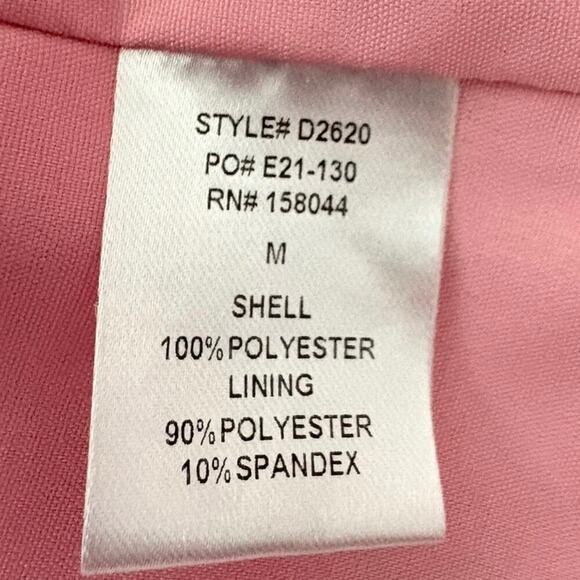 STYLE# D2620
PO# E21-130
RN# 158044
M
SHELL
100% POLYESTER
LINING
90% POLYESTER
10% SPANDEX